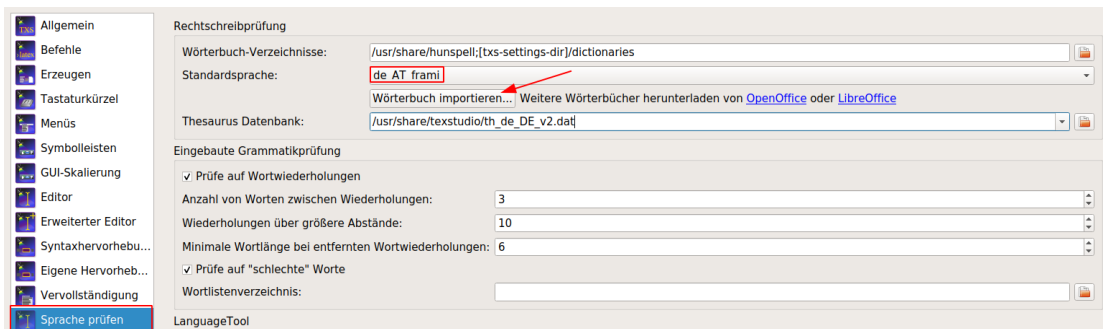 Allgemein
Befehle
Erzeugen
Tastaturkürzel
Menüs
Symbolleisten
GUI-Skalierung
Editor
Erweiterter Editor
Syntaxhervorhebu...
Eigene Hervorheb...
Vervollständigung
Sprache prüfen
Rechtschreibprüfung
Wörterbuch-Verzeichnisse: /usr/share/hunspell;[txs-settings-dir]/dictionaries
Standardsprache: de_AT_frami
Wörterbuch importieren... Weitere Wörterbücher herunterladen von OpenOffice oder LibreOffice
Thesaurus Datenbank: /usr/share/texstudio/th_de_DE_v2.dat
Eingebaute Grammatikprüfung
Prüfe auf Wortwiederholungen
Anzahl von Worten zwischen Wiederholungen: 3
Wiederholungen über größere Abstände: 10
Minimale Wortlänge bei entfernten Wortwiederholungen: 6
Prüfe auf "schlechte" Worte
Wortlistenverzeichnis:
LanguageTool